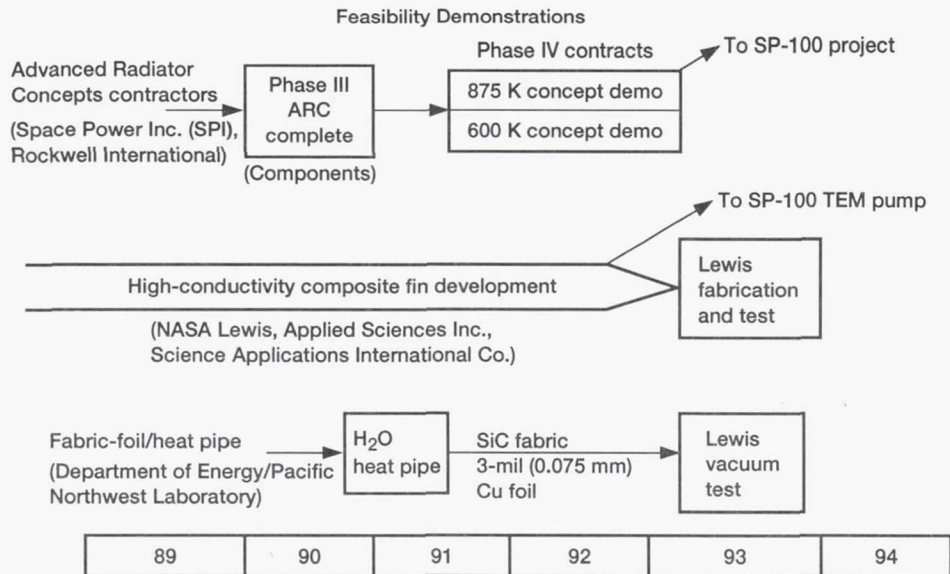 Feasibility Demonstrations
Advanced Radiator
Concepts contractors
(Space Power Inc. (SPI),
Rockwell International)
Phase III
ARC
complete
(Components)
Phase IV contracts
875 K concept demo
600 K concept demo
To SP-100 project
To SP-100 TEM pump
High-conductivity composite fin development
(NASA Lewis, Applied Sciences Inc.,
Science Applications International Co.)
Lewis
fabrication
and test
Fabric-foil/heat pipe
(Department of Energy/Pacific
Northwest Laboratory)
H2O
heat pipe
SiC fabric
3-mil (0.075 mm)
Cu foil
Lewis
vacuum
test
89 90 91 92 93 94